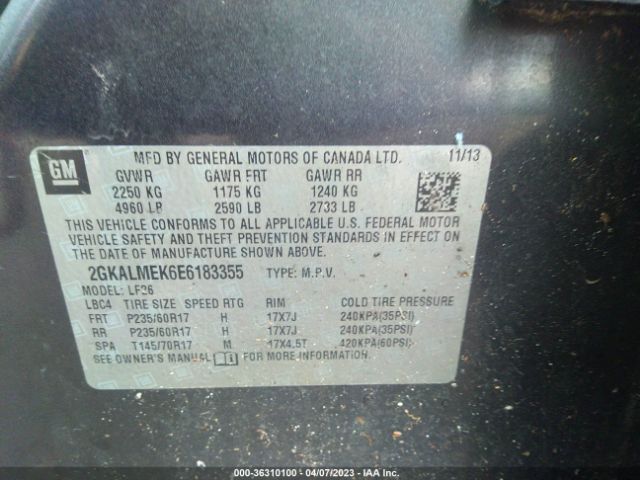 GM
MFD BY GENERAL MOTORS OF CANADA LTD. 11/13
GVWR GAWR FRT GAWR RR
2250 KG 1175 KG 1240 KG
4960 LB 2590 LB 2733 LB
THIS VEHICLE CONFORMS TO ALL APPLICABLE U.S. FEDERAL MOTOR
VEHICLE SAFETY AND THEFT PREVENTION STANDARDS IN EFFECT ON
THE DATE OF MANUFACTURE SHOWN ABOVE.
2GKALMEK6E6183355 TYPE: M.P.V.
MODEL: LF26
LBC4 TIRE SIZE SPEED RTG RIM COLD TIRE PRESSURE
FRT P235/60R17 H 17X7J 240KPA(35PSI)
RR P235/60R17 H 17X7J 240KPA(35PSI)
SPA T145/70R17 M 17X4.5T 420KPA(60PSI)
SEE OWNER'S MANUAL FOR MORE INFORMATION.
000-36310100 - 04/07/2023 - IAA Inc.